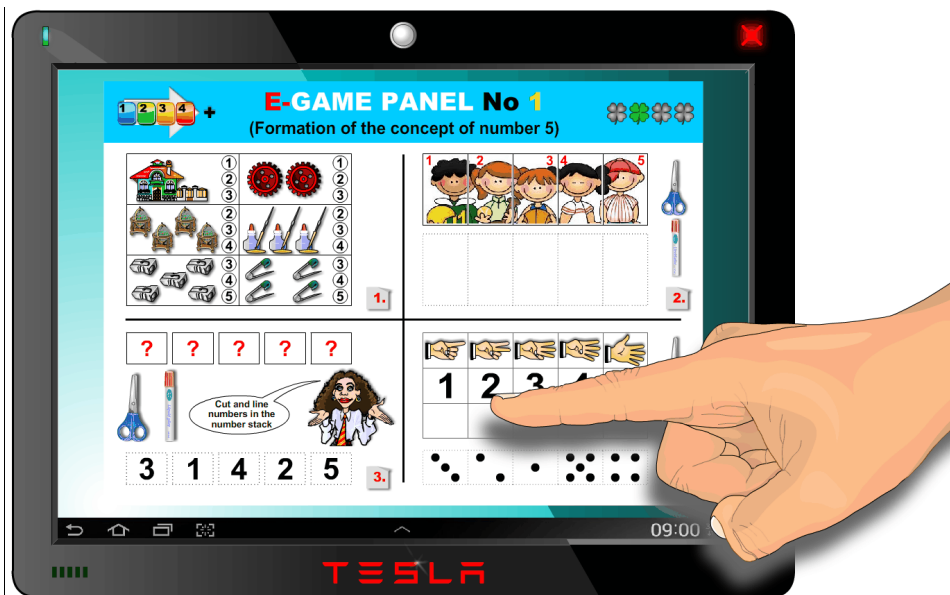 1 2 3 4 +
E-GAME PANEL No 1
(Formation of the concept of number 5)
1
2
3
1
2
3
2
3
4
2
3
4
3
4
5
3
4
5
1.
1 2 3 4 5
2.
? ? ? ? ?
Cut and line
numbers in the
number stack
3 1 4 2 5
3.
1 2 3
09:00
TESLA